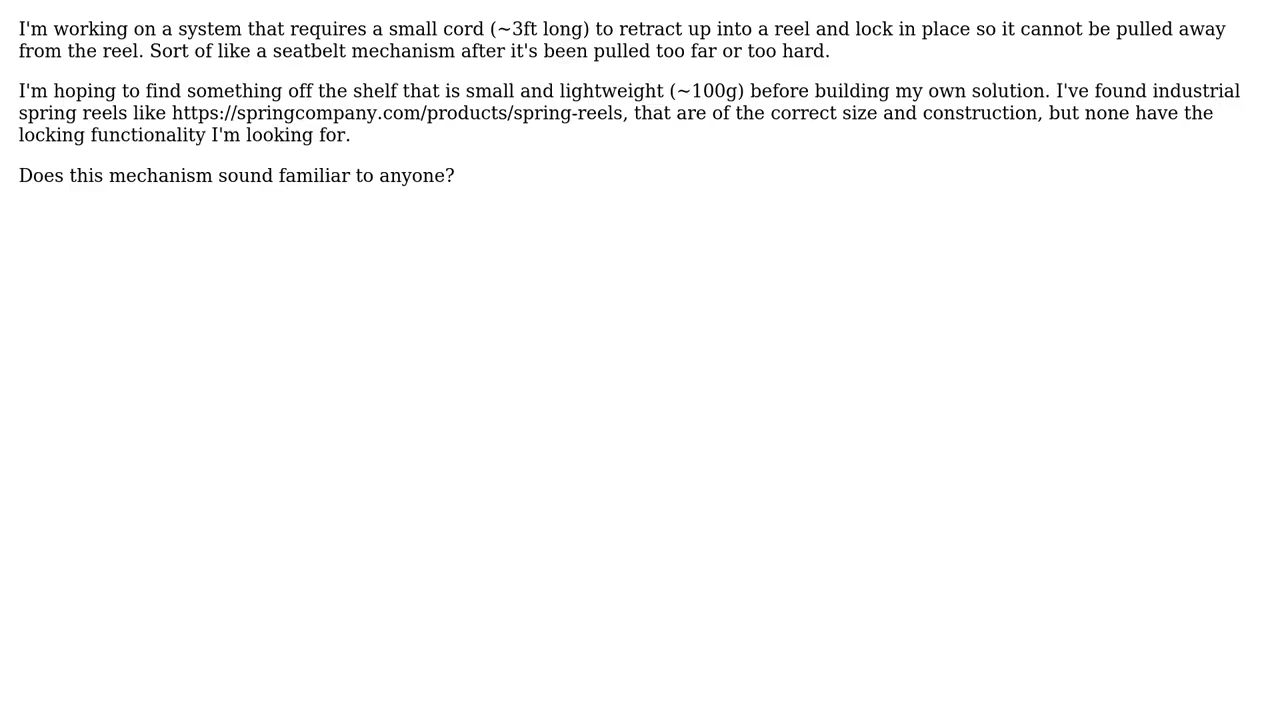 I'm working on a system that requires a small cord (~3ft long) to retract up into a reel and lock in place so it cannot be pulled away
from the reel. Sort of like a seatbelt mechanism after it's been pulled too far or too hard.
I'm hoping to find something off the shelf that is small and lightweight (~100g) before building my own solution. I've found industrial
spring reels like https://springcompany.com/products/spring-reels, that are of the correct size and construction, but none have the
locking functionality I'm looking for.
Does this mechanism sound familiar to anyone?